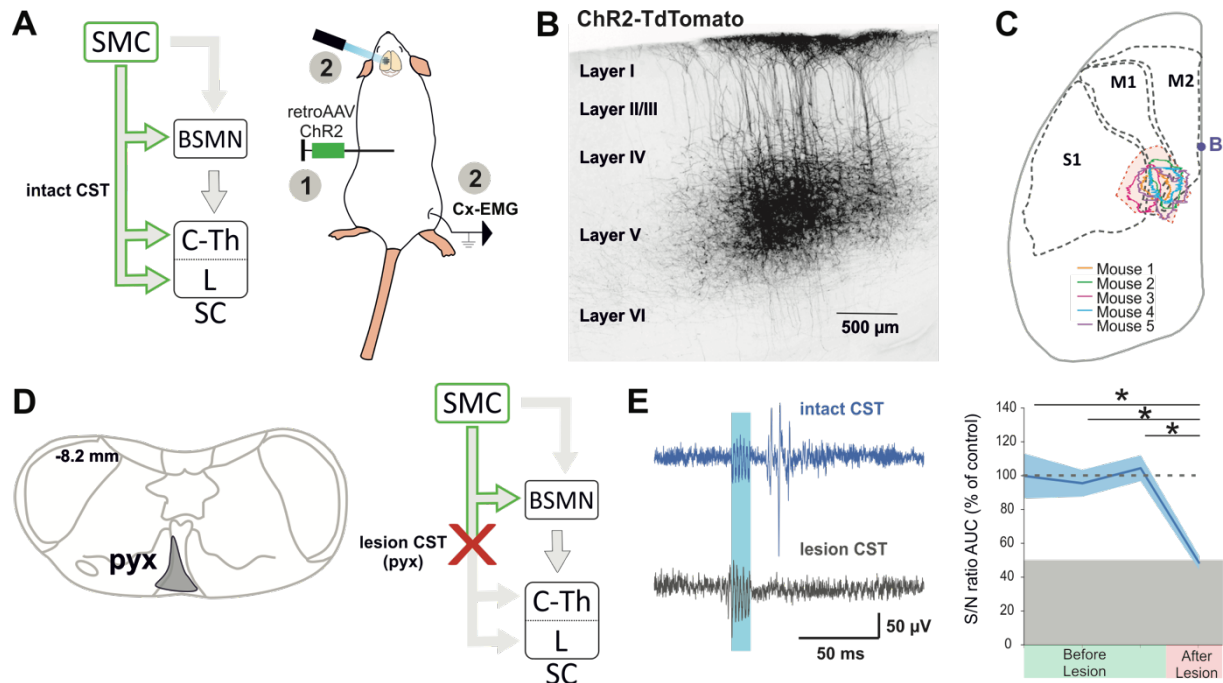 A
SMC
BSMN
intact CST
C-Th
L
SC
2
retroAAV
ChR2
1
2
Cx-EMG
B
ChR2-TdTomato
Layer I
Layer II/III
Layer IV
Layer V
Layer VI
500 µm
C
M1
M2
S1
B
Mouse 1
Mouse 2
Mouse 3
Mouse 4
Mouse 5
D
-8.2 mm
pyx
SMC
BSMN
lesion CST
(pyx)
C-Th
L
SC
E
intact CST
lesion CST
50 µV
50 ms
S/N ratio AUC (% of control)
140
120
100
80
60
40
20
0
*
*
*
Before
Lesion
After
Lesion